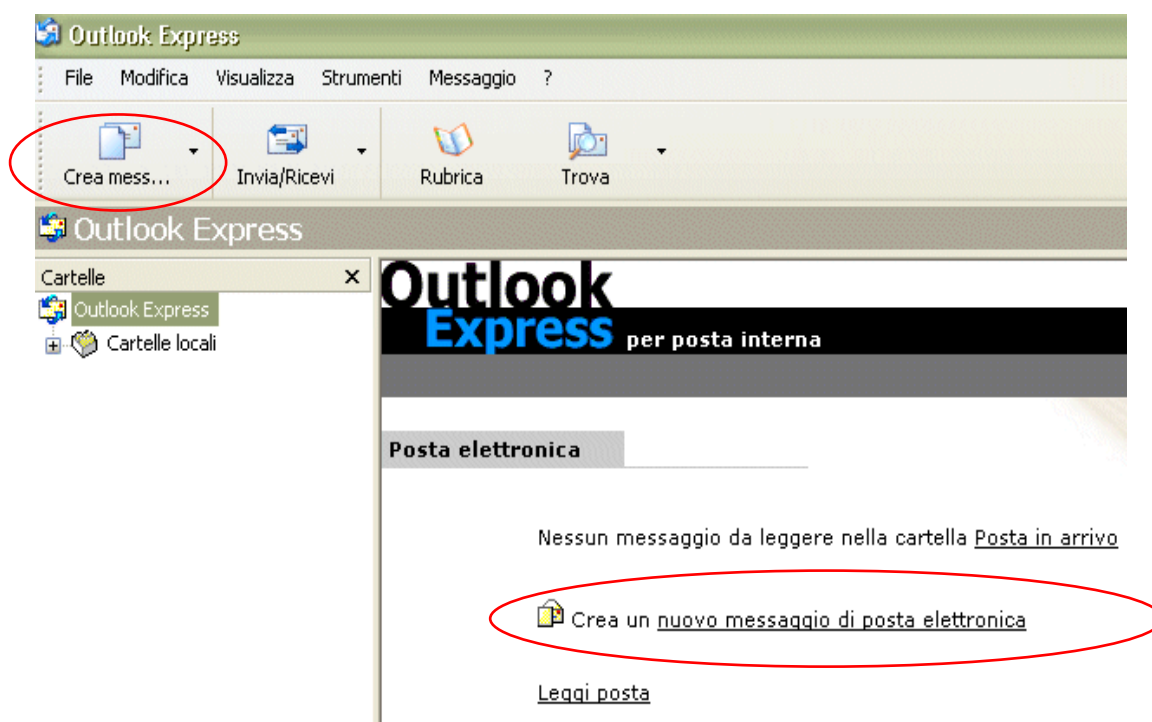 Outlook Express
File Modifica Visualizza Strumenti Messaggio ?
Crea mess... Invia/Ricevi Rubrica Trova
Outlook Express
Cartelle x
Outlook Express
Cartelle locali
Outlook
Express per posta interna
Posta elettronica
Nessun messaggio da leggere nella cartella Posta in arrivo
Crea un nuovo messaggio di posta elettronica
Leggi posta